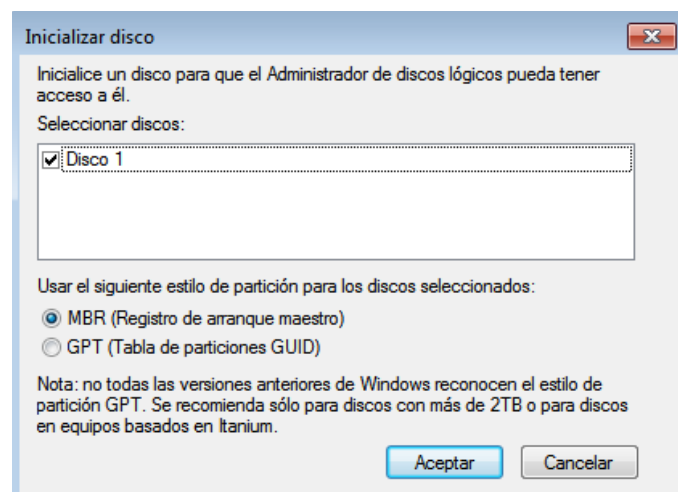 Inicializar disco
Inicialice un disco para que el Administrador de discos lógicos pueda tener
acceso a él.
Seleccionar discos:
Disco 1
Usar el siguiente estilo de partición para los discos seleccionados:
MBR (Registro de arranque maestro)
GPT (Tabla de particiones GUID)
Nota: no todas las versiones anteriores de Windows reconocen el estilo de
partición GPT. Se recomienda sólo para discos con más de 2TB o para discos
en equipos basados en Itanium.
Aceptar Cancelar